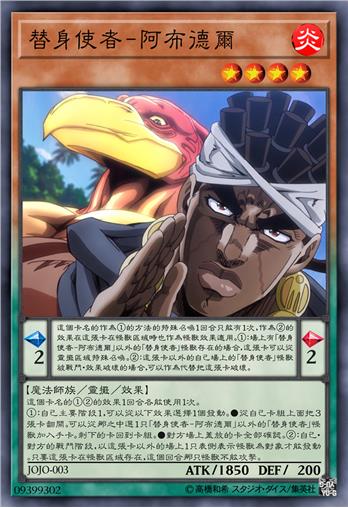 替身使者-阿布德爾
炎
這個卡名的作為①的方法的特殊召喚1回合只能有1次,作為②的
效果在這張卡在怪獸區域時也作為怪獸效果適用。①:場上有「替
身使者-阿布德爾」以外的「替身使者」怪獸存在的場合,這張卡可以從
靈擺區域特殊召喚。②:這張卡以外的自己場上的「替身使者」怪獸
被戰鬥·效果破壞的場合,可以作為代替把這張卡破壞。
2
2
【魔法師族/靈擺/效果】
這個卡名的①②的效果1回合各能使用1次。
①:自己主要階段1,可以從以下效果選擇1個發動。●從自己卡組上面把3
張卡翻開。可以從那之中選1只「替身使者-阿布德爾」以外的「替身使者」怪
獸加入手卡。剩下的卡回到卡組。●對方場上蓋放的卡全部確認。②:自己·
對方的戰鬥階段,以這張卡以外的場上1只表側表示怪獸為對象才能發動
。只要這張卡在怪獸區域存在,這個回合那只怪獸不能攻擊。
JOJO-003
ATK/1850 DEF/ 200
09399302
©高橋和希 スタジオ·ダイス/集英社